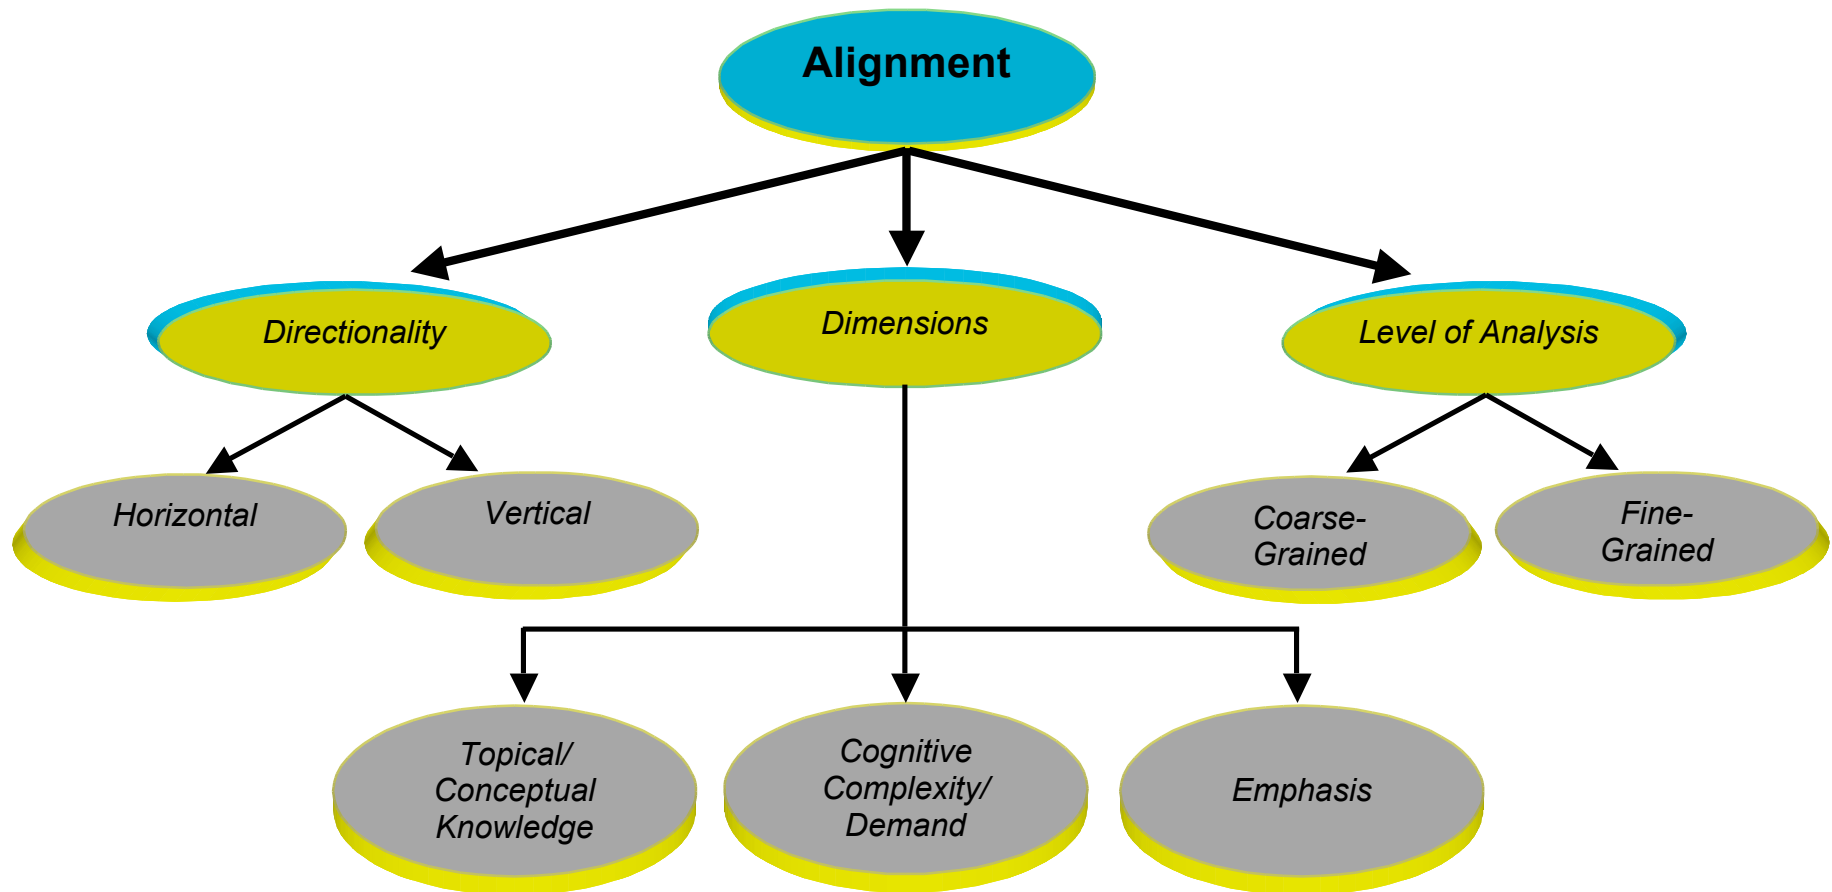 Alignment
Directionality
Dimensions
Level of Analysis
Horizontal
Vertical
Coarse-
Grained
Fine-
Grained
Topical/
Conceptual
Knowledge
Cognitive
Complexity/
Demand
Emphasis